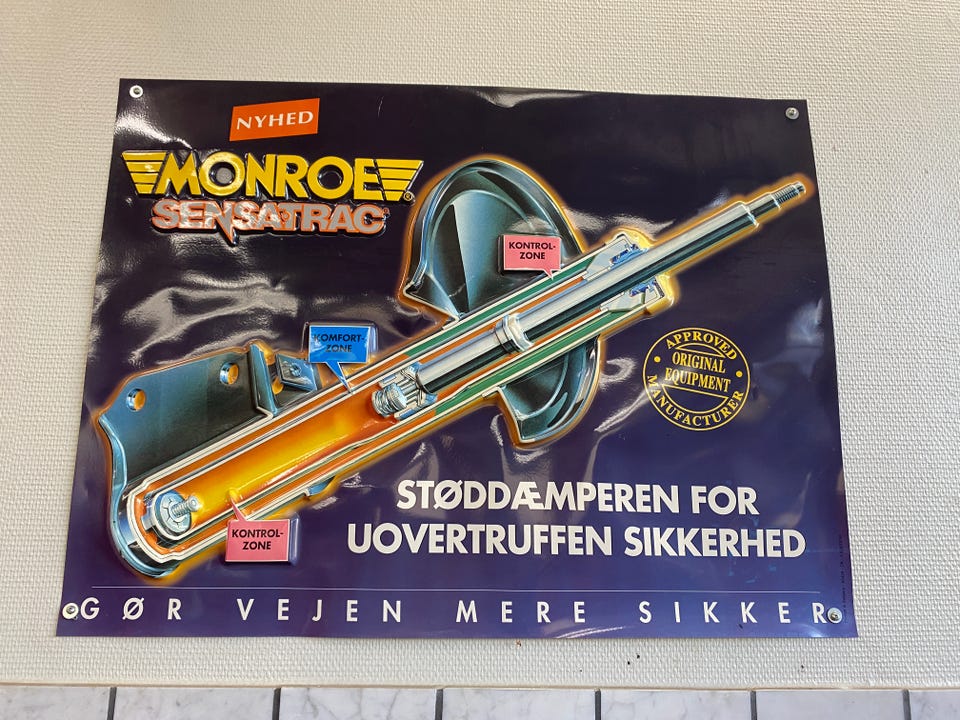 NYHED
MONROE®
SENSATRAC
KONTROL-
ZONE
KOMFORT-
ZONE
APPROVED
ORIGINAL
EQUIPMENT
MANUFACTURER
STØDDÆMPEREN FOR
UOVERTRUFFEN SIKKERHED
KONTROL-
ZONE
GØR VEJEN MERE SIKKER